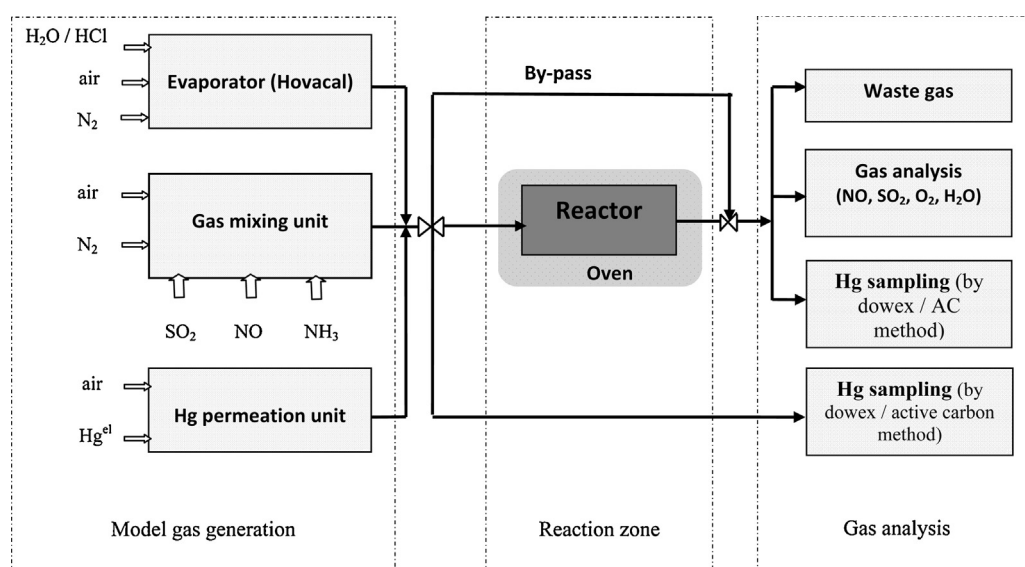 H₂O / HCl
air
N₂
Evaporator (Hovacal)
air
N₂
Gas mixing unit
SO₂ NO NH₃
air
Hgᵉˡ
Hg permeation unit
Model gas generation
By-pass
Reactor
Oven
Reaction zone
Waste gas
Gas analysis
(NO, SO₂, O₂, H₂O)
Hg sampling (by
dowex / AC
method)
Hg sampling (by
dowex / active carbon
method)
Gas analysis